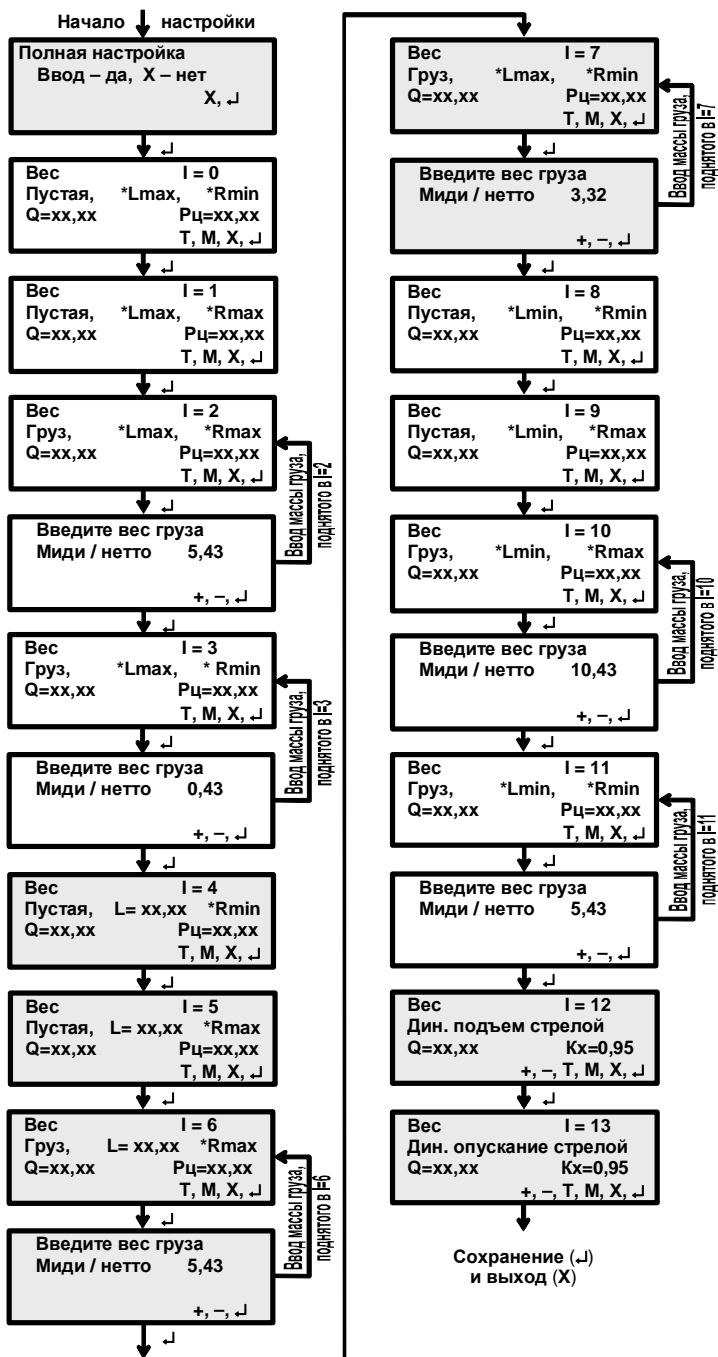 Начало настройки
Полная настройка
Ввод – да, Х – нет
Х, ↵
↵
Вес I = 0
Пустая, *Lmax, *Rmin
Q=xx,xx Рц=xx,xx
Т, М, Х, ↵
↵
Вес I = 1
Пустая, *Lmax, *Rmax
Q=xx,xx Рц=xx,xx
Т, М, Х, ↵
↵
Вес I = 2
Груз, *Lmax, *Rmax
Q=xx,xx Рц=xx,xx
Т, М, Х, ↵
↵
Введите вес груза
Миди / нетто 5,43
+, –, ↵
Ввод массы груза,
поднятого в I=2
↵
Вес I = 3
Груз, *Lmax, * Rmin
Q=xx,xx Рц=xx,xx
Т, М, Х, ↵
↵
Введите вес груза
Миди / нетто 0,43
+, –, ↵
Ввод массы груза,
поднятого в I=3
↵
Вес I = 4
Пустая, L= xx,xx *Rmin
Q=xx,xx Рц=xx,xx
Т, М, Х, ↵
↵
Вес I = 5
Пустая, L= xx,xx *Rmax
Q=xx,xx Рц=xx,xx
Т, М, Х, ↵
↵
Вес I = 6
Груз, L= xx,xx *Rmax
Q=xx,xx Рц=xx,xx
Т, М, Х, ↵
↵
Введите вес груза
Миди / нетто 5,43
+, –, ↵
Ввод массы груза,
поднятого в I=6
↵
Вес I = 7
Груз, *Lmax, *Rmin
Q=xx,xx Рц=xx,xx
Т, М, Х, ↵
↵
Введите вес груза
Миди / нетто 3,32
+, –, ↵
Ввод массы груза,
поднятого в I=7
↵
Вес I = 8
Пустая, *Lmin, *Rmin
Q=xx,xx Рц=xx,xx
Т, М, Х, ↵
↵
Вес I = 9
Пустая, *Lmin, *Rmax
Q=xx,xx Рц=xx,xx
Т, М, Х, ↵
↵
Вес I = 10
Груз, *Lmin, *Rmax
Q=xx,xx Рц=xx,xx
Т, М, Х, ↵
↵
Введите вес груза
Миди / нетто 10,43
+, –, ↵
Ввод массы груза,
поднятого в I=10
↵
Вес I = 11
Груз, *Lmin, *Rmin
Q=xx,xx Рц=xx,xx
Т, М, Х, ↵
↵
Введите вес груза
Миди / нетто 5,43
+, –, ↵
Ввод массы груза,
поднятого в I=11
↵
Вес I = 12
Дин. подъем стрелой
Q=xx,xx Кх=0,95
+, –, Т, М, Х, ↵
↵
Вес I = 13
Дин. опускание стрелой
Q=xx,xx Кх=0,95
+, –, Т, М, Х, ↵
Сохранение (↵)
и выход (Х)